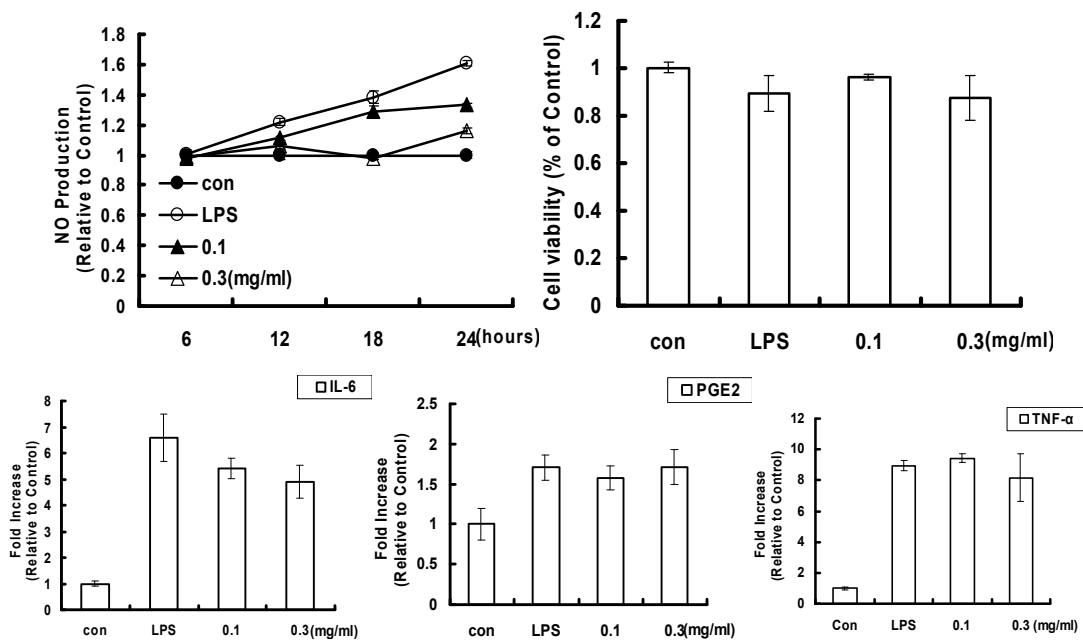 NO Production
(Relative to Control)
1.8
1.6
1.4
1.2
1
0.8
0.6
0.4
0.2
0
con
LPS
0.1
0.3(mg/ml)
6 12 18 24(hours)
Cell viability (% of Control)
1.2
1
0.8
0.6
0.4
0.2
0
con LPS 0.1 0.3(mg/ml)
IL-6
Fold Increase
(Relative to Control)
8
7
6
5
4
3
2
1
0
con LPS 0.1 0.3(mg/ml)
PGE2
Fold Increase
(Relative to Control)
2.5
2
1.5
1
0.5
0
Con LPS 0.1 0.3(mg/ml)
TNF-α
Fold Increase
(Relative to Control)
12
10
8
6
4
2
0
Con LPS 0.1 0.3 (mg/ml)